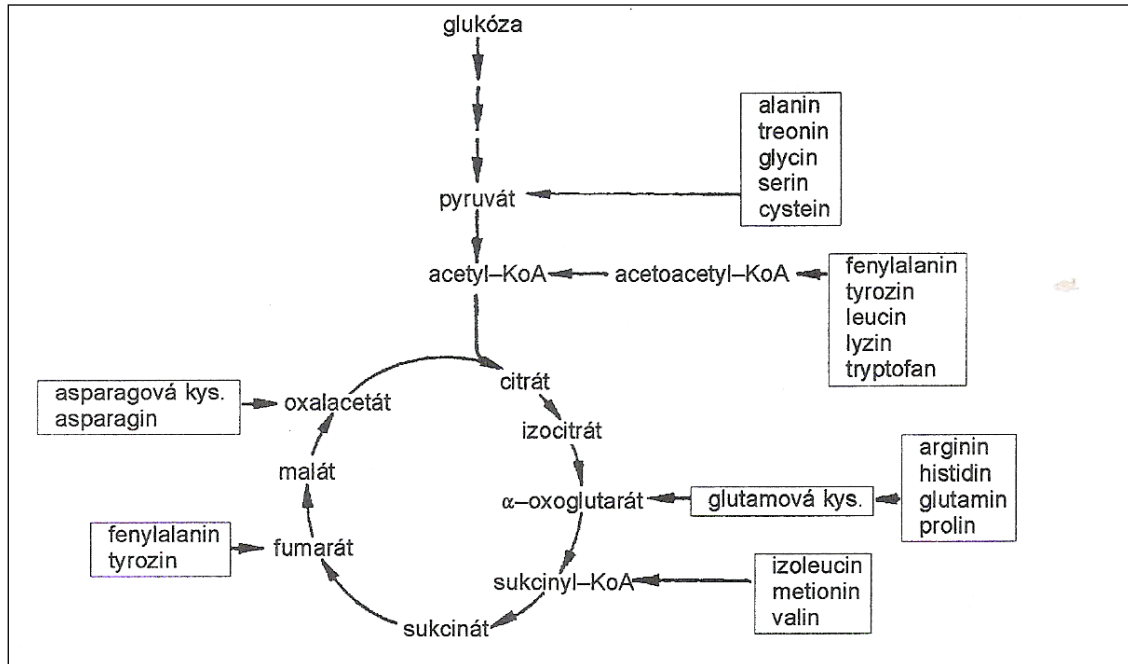 glukóza
alanin
treonin
glycin
serin
cystein
pyruvát
acetyl–KoA
acetoacetyl–KoA
fenylalanin
tyrozin
leucin
lyzin
tryptofan
citrát
asparagová kys.
asparagin
oxalacetát
izocitrát
malát
α–oxoglutarát
glutamová kys.
arginin
histidin
glutamin
prolin
fenylalanin
tyrozin
fumarát
sukcinyl–KoA
izoleucin
metionin
valin
sukcinát